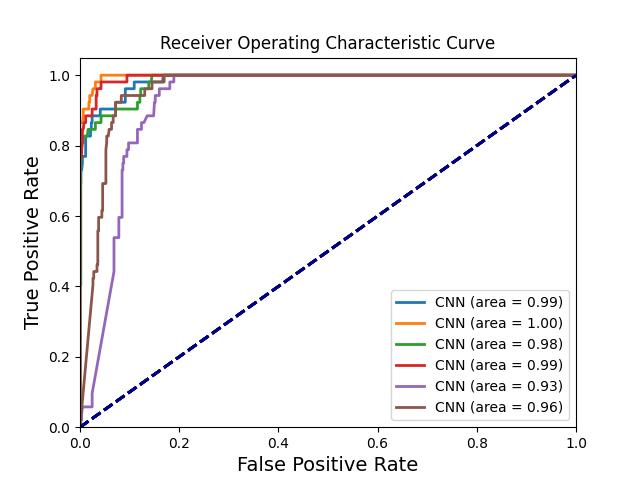 Receiver Operating Characteristic Curve
1.0
0.8
0.6
0.4
0.2
0.0
True Positive Rate
CNN (area = 0.99)
CNN (area = 1.00)
CNN (area = 0.98)
CNN (area = 0.99)
CNN (area = 0.93)
CNN (area = 0.96)
0.0 0.2 0.4 0.6 0.8 1.0
False Positive Rate